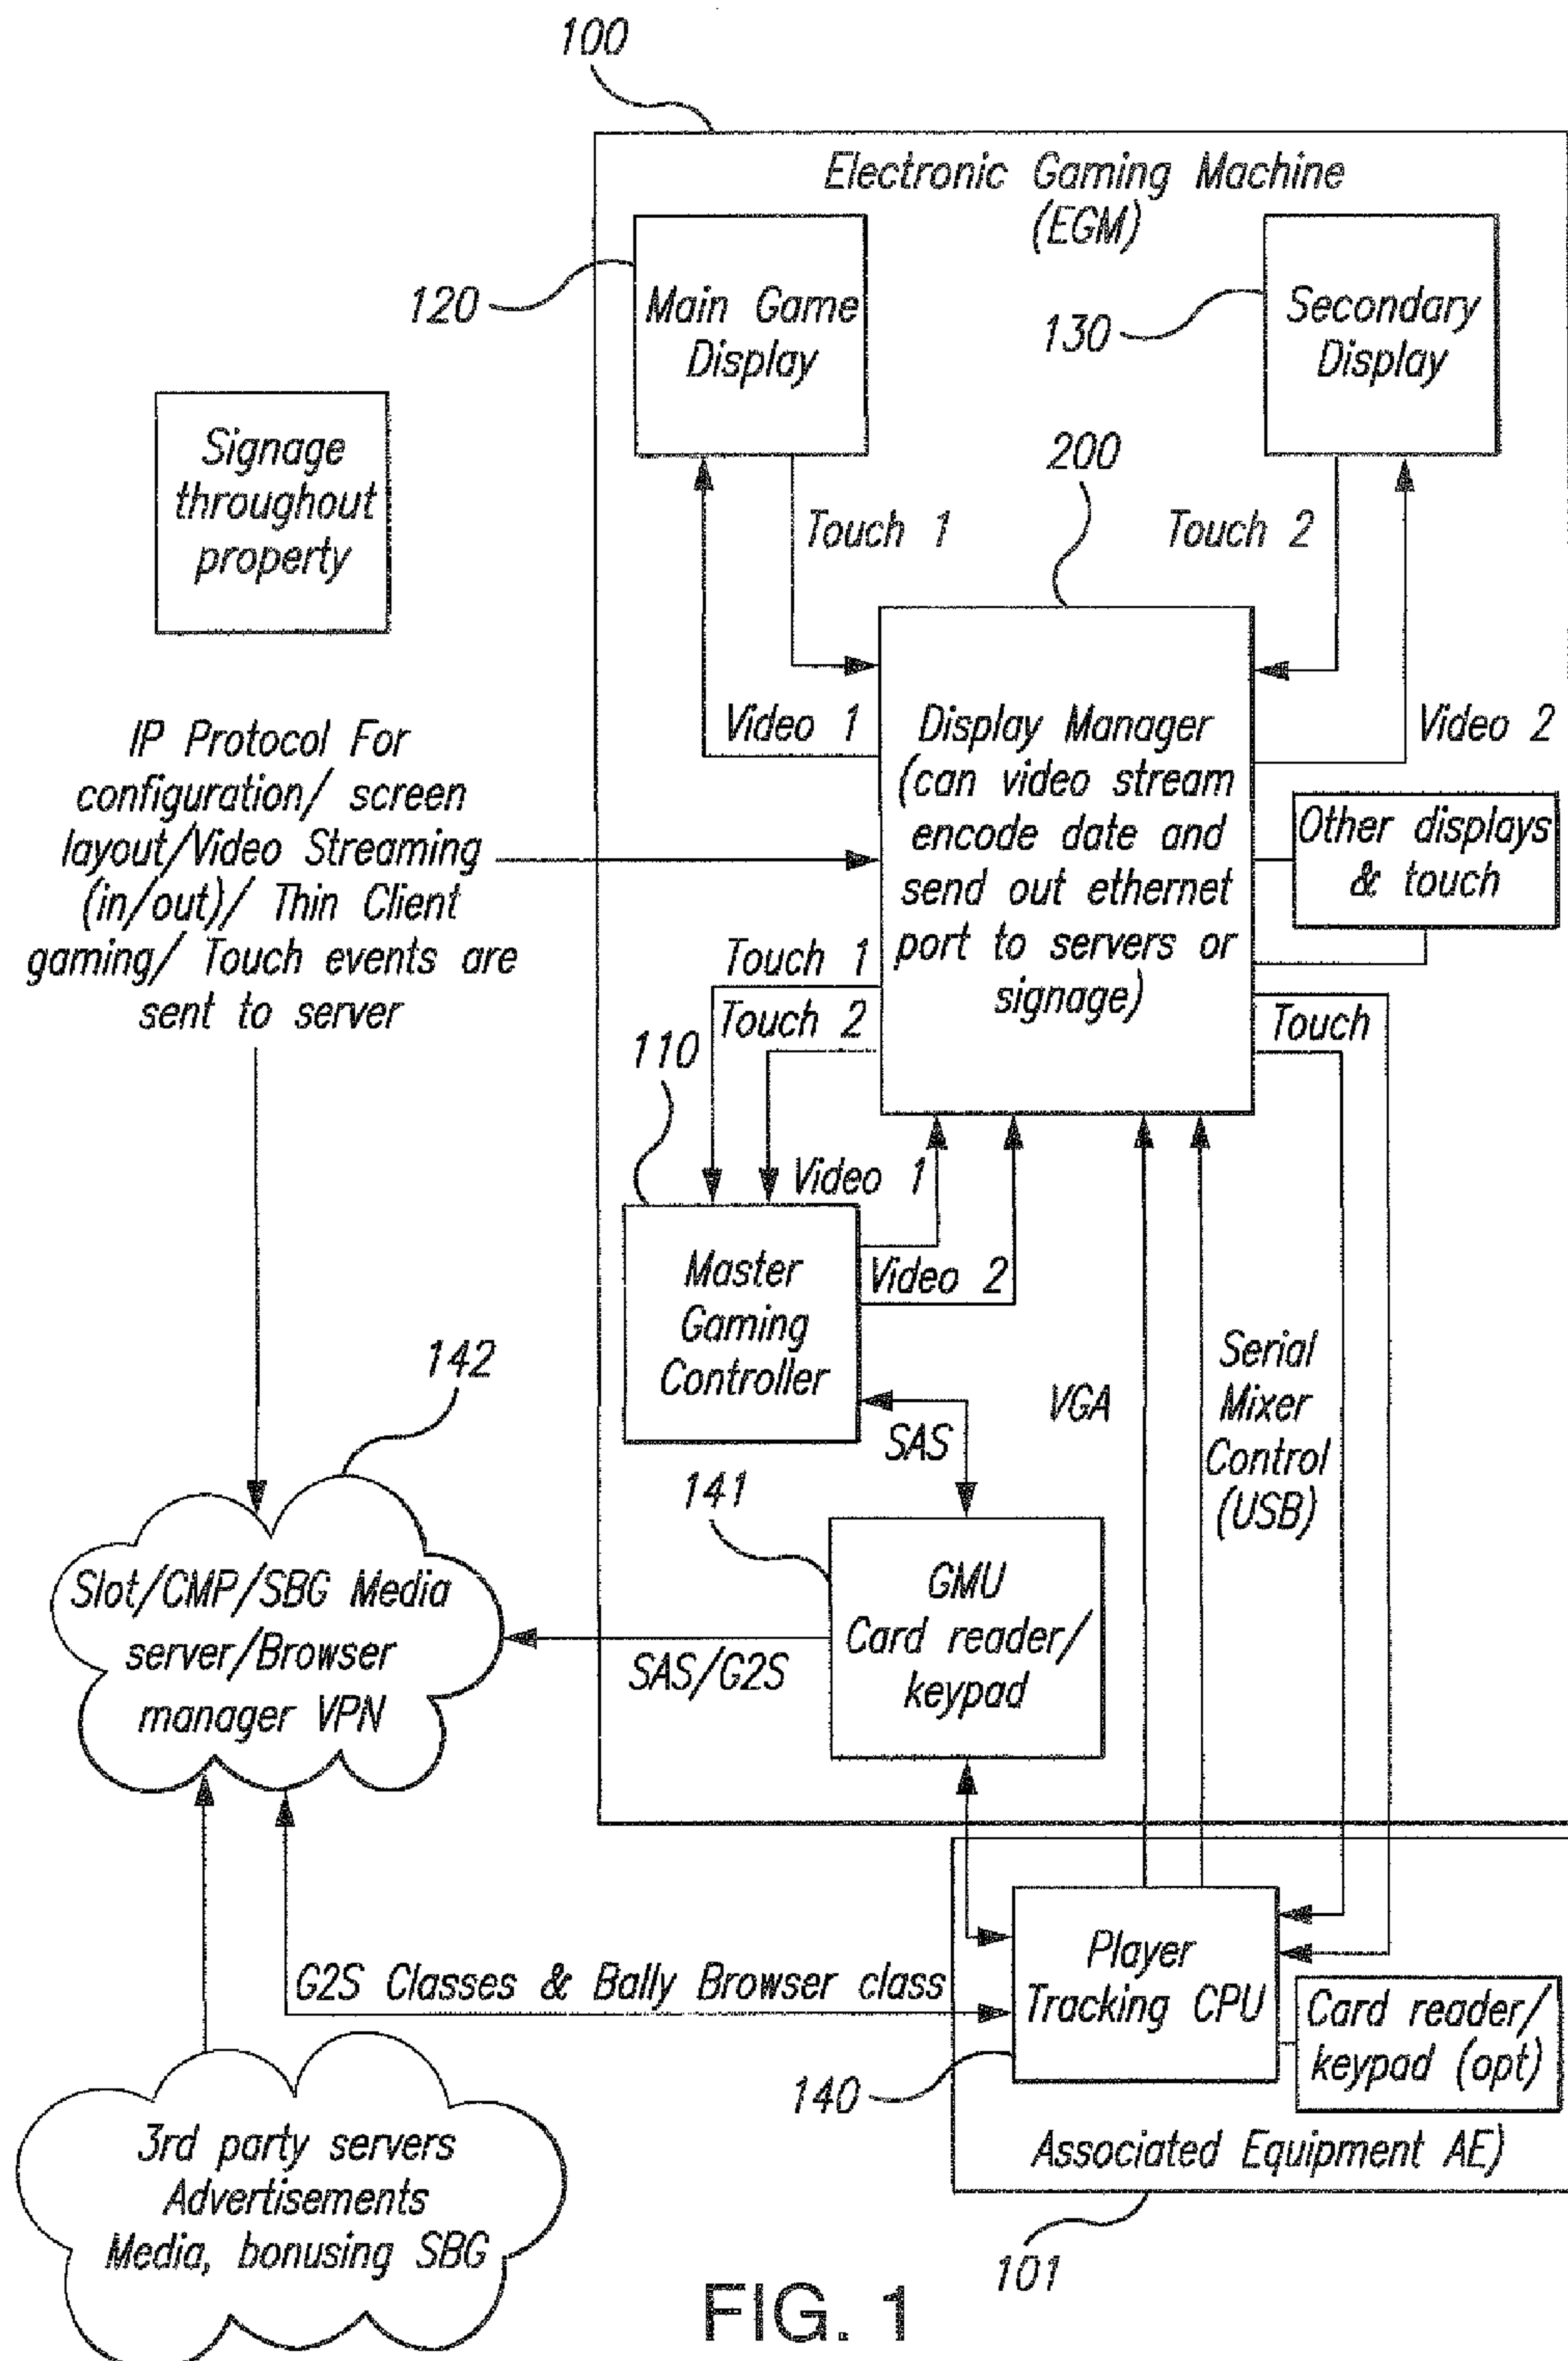 100
Electronic Gaming Machine
(EGM)
120
Main Game
Display
130
Secondary
Display
Signage
throughout
property
200
Touch 1
Touch 2
IP Protocol For
configuration/ screen
layout/Video Streaming
(in/out)/ Thin Client
gaming/ Touch events are
sent to server
Video 1
Video 2
Display Manager
(can video stream
encode date and
send out ethernet
port to servers or
signage)
Other displays
& touch
Touch 1
Touch 2
Touch
110
Video 1
Video 2
Master
Gaming
Controller
SAS
VGA
Serial
Mixer
Control
(USB)
142
141
GMU
Card reader/
keypad
Slot/CMP/SBG Media
server/Browser
manager VPN
SAS/G2S
G2S Classes & Bally Browser class
Player
Tracking CPU
140
Card reader/
keypad (opt)
Associated Equipment AE)
101
3rd party servers
Advertisements
Media, bonusing SBG
FIG. 1